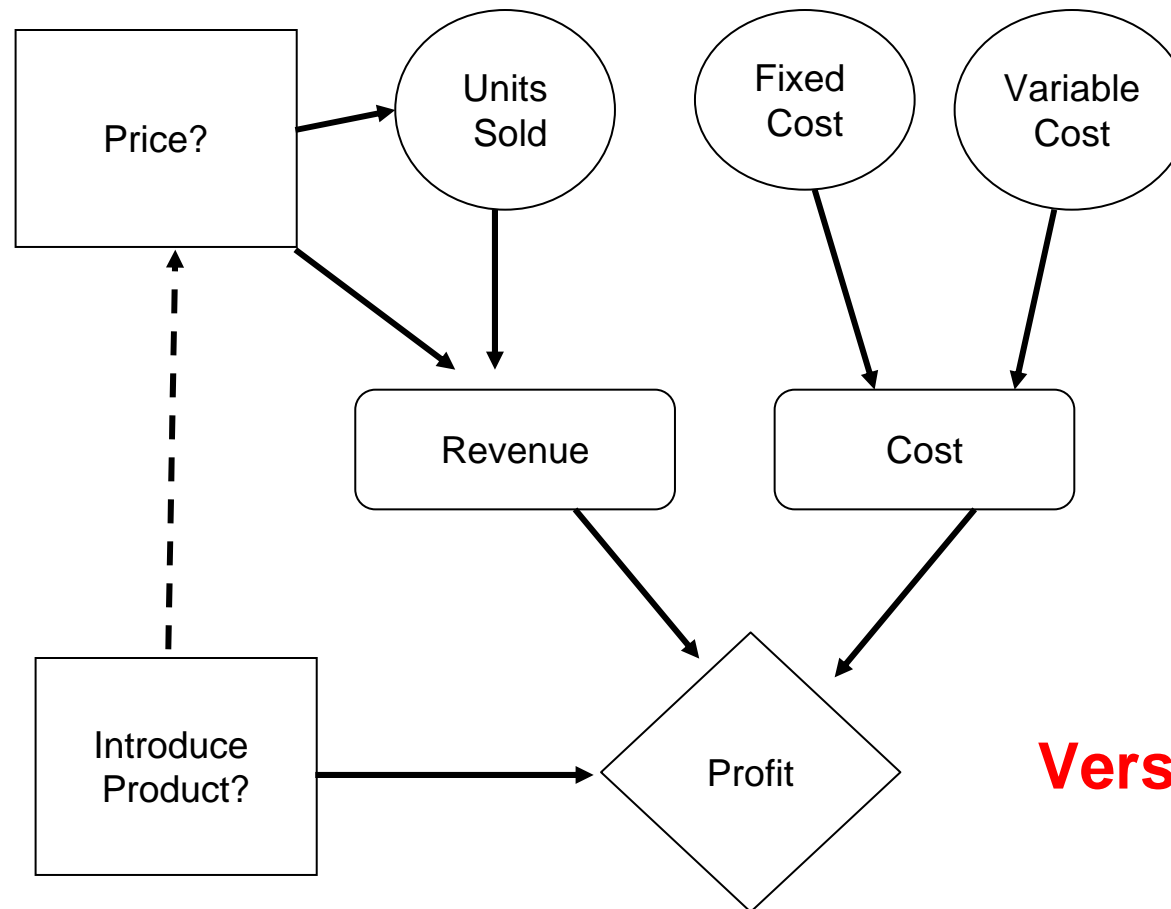 Price?
Units
Sold
Fixed
Cost
Variable
Cost
Revenue
Cost
Introduce
Product?
Profit
Vers